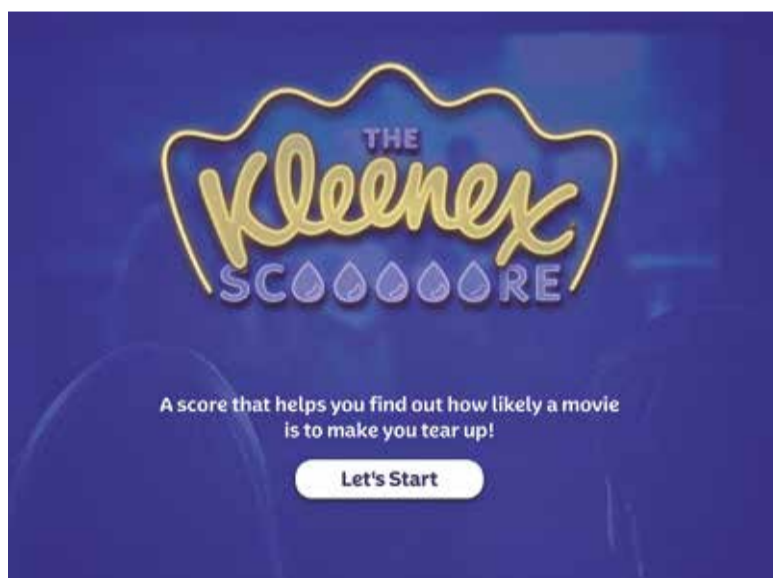 THE
Kleenex
SCOOOOORE
A score that helps you find out how likely a movie
is to make you tear up!
Let's Start